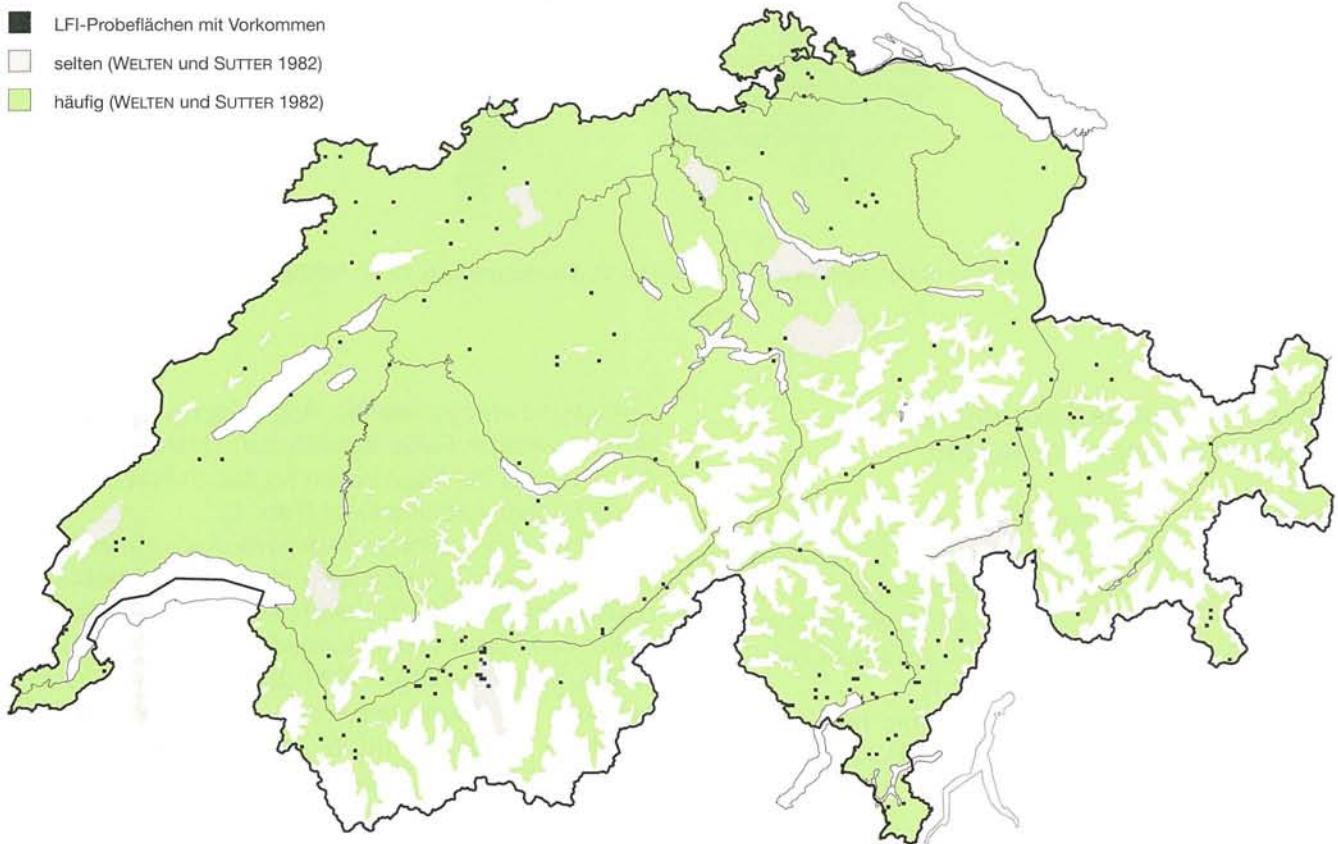 LFI-Probeflächen mit Vorkommen
selten (WELTEN und SUTTER 1982)
häufig (WELTEN und SUTTER 1982)